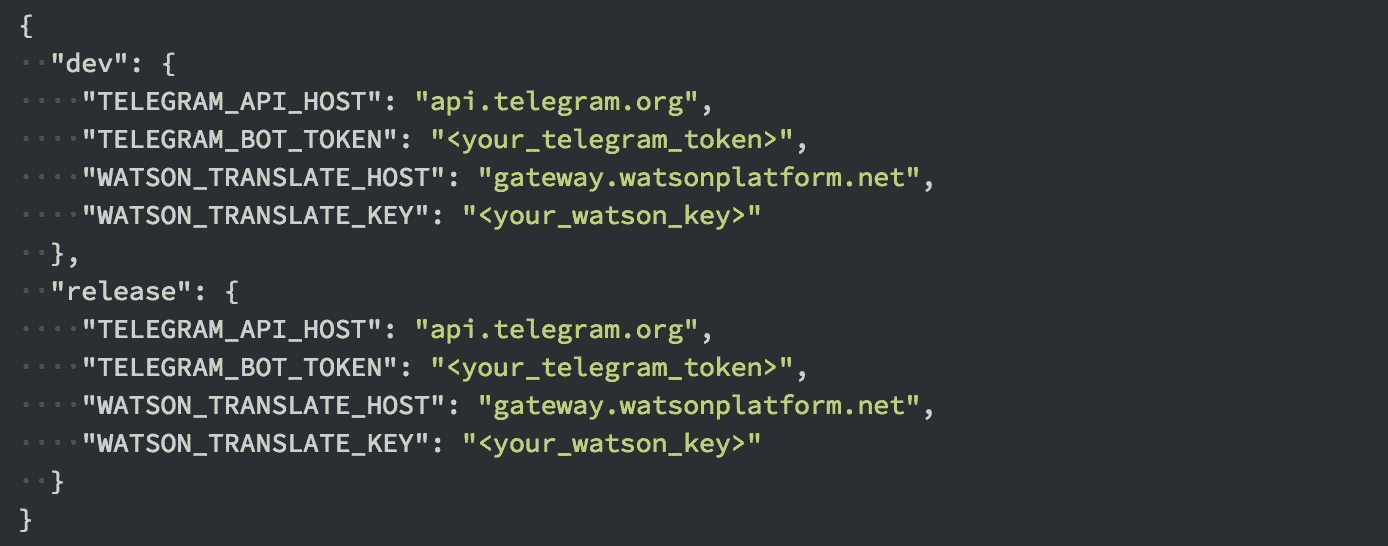 {
  "dev": {
    "TELEGRAM_API_HOST": "api.telegram.org",
    "TELEGRAM_BOT_TOKEN": "<your_telegram_token>",
    "WATSON_TRANSLATE_HOST": "gateway.watsonplatform.net",
    "WATSON_TRANSLATE_KEY": "<your_watson_key>"
  },
  "release": {
    "TELEGRAM_API_HOST": "api.telegram.org",
    "TELEGRAM_BOT_TOKEN": "<your_telegram_token>",
    "WATSON_TRANSLATE_HOST": "gateway.watsonplatform.net",
    "WATSON_TRANSLATE_KEY": "<your_watson_key>"
  }
}